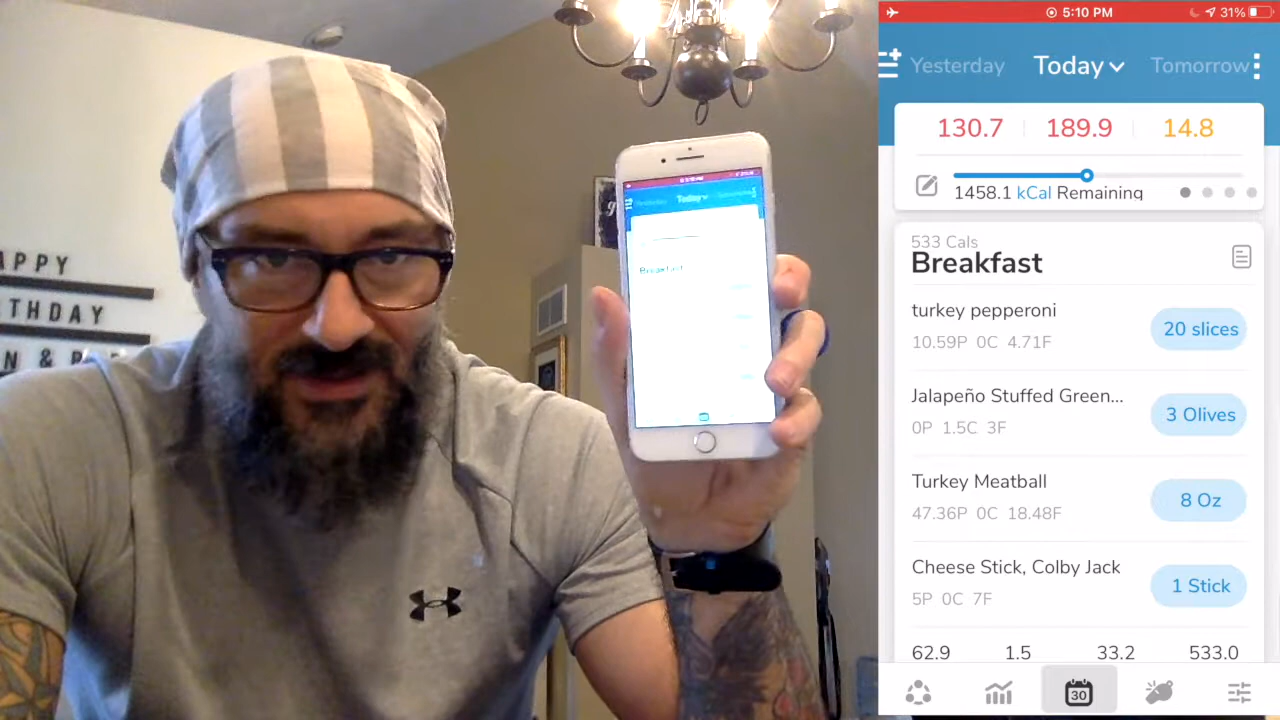 APPY
THDAY
N & B
5:10 PM
31%
Yesterday
Today
Tomorrow
130.7
189.9
14.8
1458.1 kCal Remaining
533 Cals
Breakfast
turkey pepperoni
20 slices
10.59P 0C 4.71F
Jalapeño Stuffed Green...
3 Olives
0P 1.5C 3F
Turkey Meatball
8 Oz
47.36P 0C 18.48F
Cheese Stick, Colby Jack
1 Stick
5P 0C 7F
62.9 1.5 33.2 533.0
30
Today
Breakfast